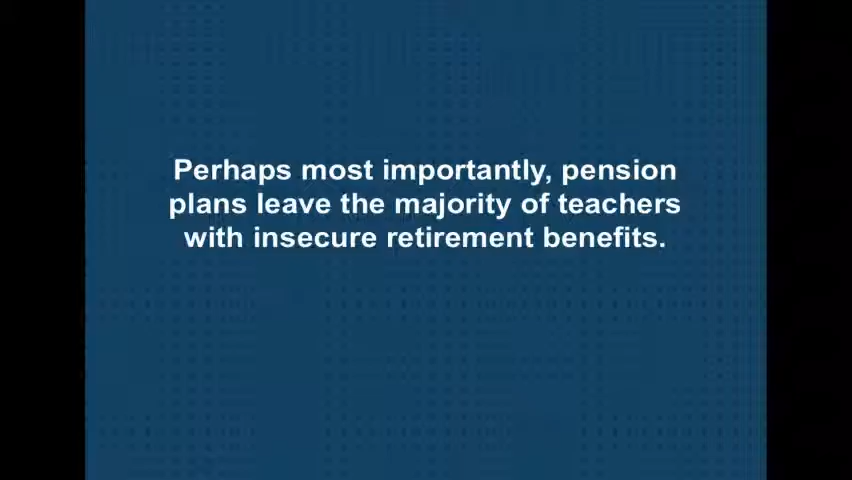 Perhaps most importantly, pension
plans leave the majority of teachers
with insecure retirement benefits.